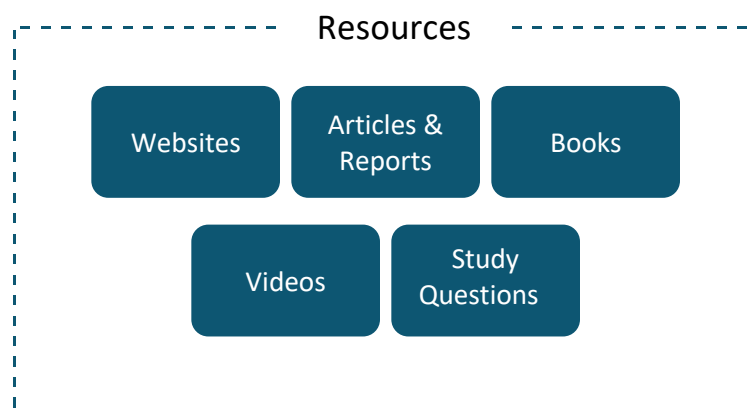 Resources
Websites
Articles &
Reports
Books
Videos
Study
Questions